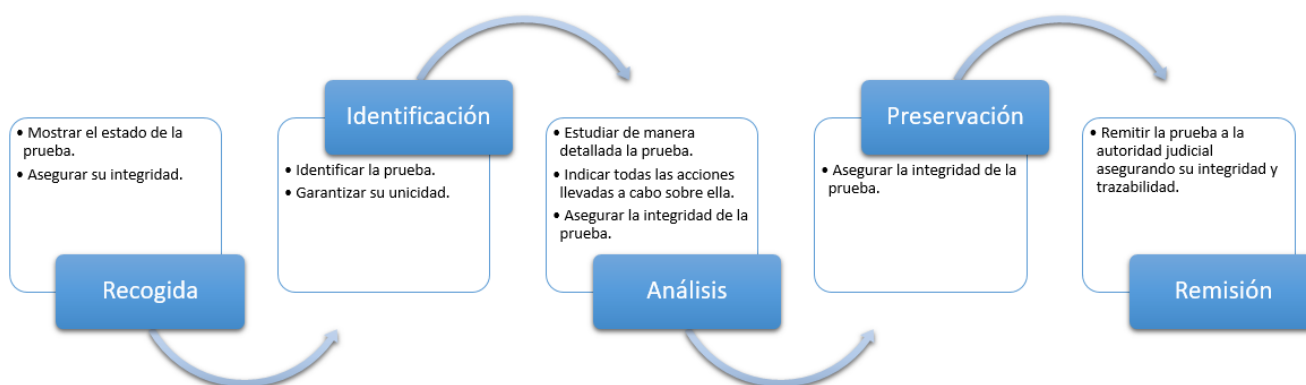 • Mostrar el estado de la
prueba.
• Asegurar su integridad.
Recogida
Identificación
• Identificar la prueba.
• Garantizar su unicidad.
• Estudiar de manera
detallada la prueba.
• Indicar todas las acciones
llevadas a cabo sobre ella.
• Asegurar la integridad de la
prueba.
Análisis
Preservación
• Asegurar la integridad de la
prueba.
• Remitir la prueba a la
autoridad judicial
asegurando su integridad y
trazabilidad.
Remisión